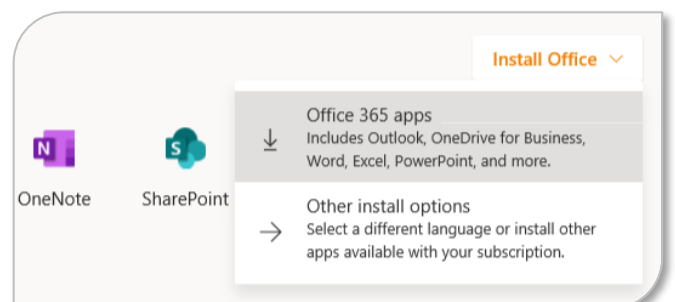 Install Office
Office 365 apps
Includes Outlook, OneDrive for Business,
Word, Excel, PowerPoint, and more.
N
S
OneNote
SharePoint
Other install options
Select a different language or install other
apps available with your subscription.